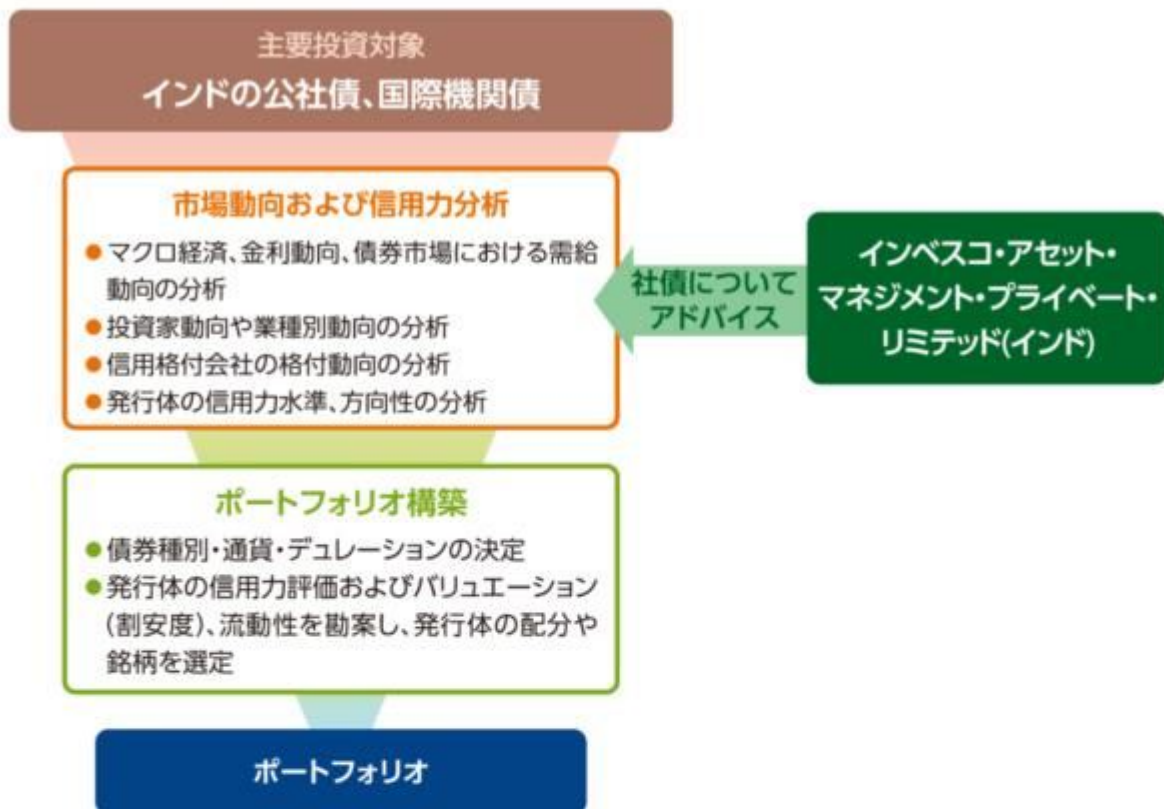 主要投資対象
インドの公社債、国際機関債
市場動向および信用力分析
●マクロ経済、金利動向、債券市場における需給
動向の分析
●投資家動向や業種別動向の分析
●信用格付会社の格付動向の分析
●発行体の信用力水準、方向性の分析
社債について
アドバイス
インベスコ・アセット・
マネジメント・プライベート・
リミテッド(インド)
ポートフォリオ構築
●債券種別・通貨・デュレーションの決定
●発行体の信用力評価およびバリュエーション
(割安度)、流動性を勘案し、発行体の配分や
銘柄を選定
ポートフォリオ